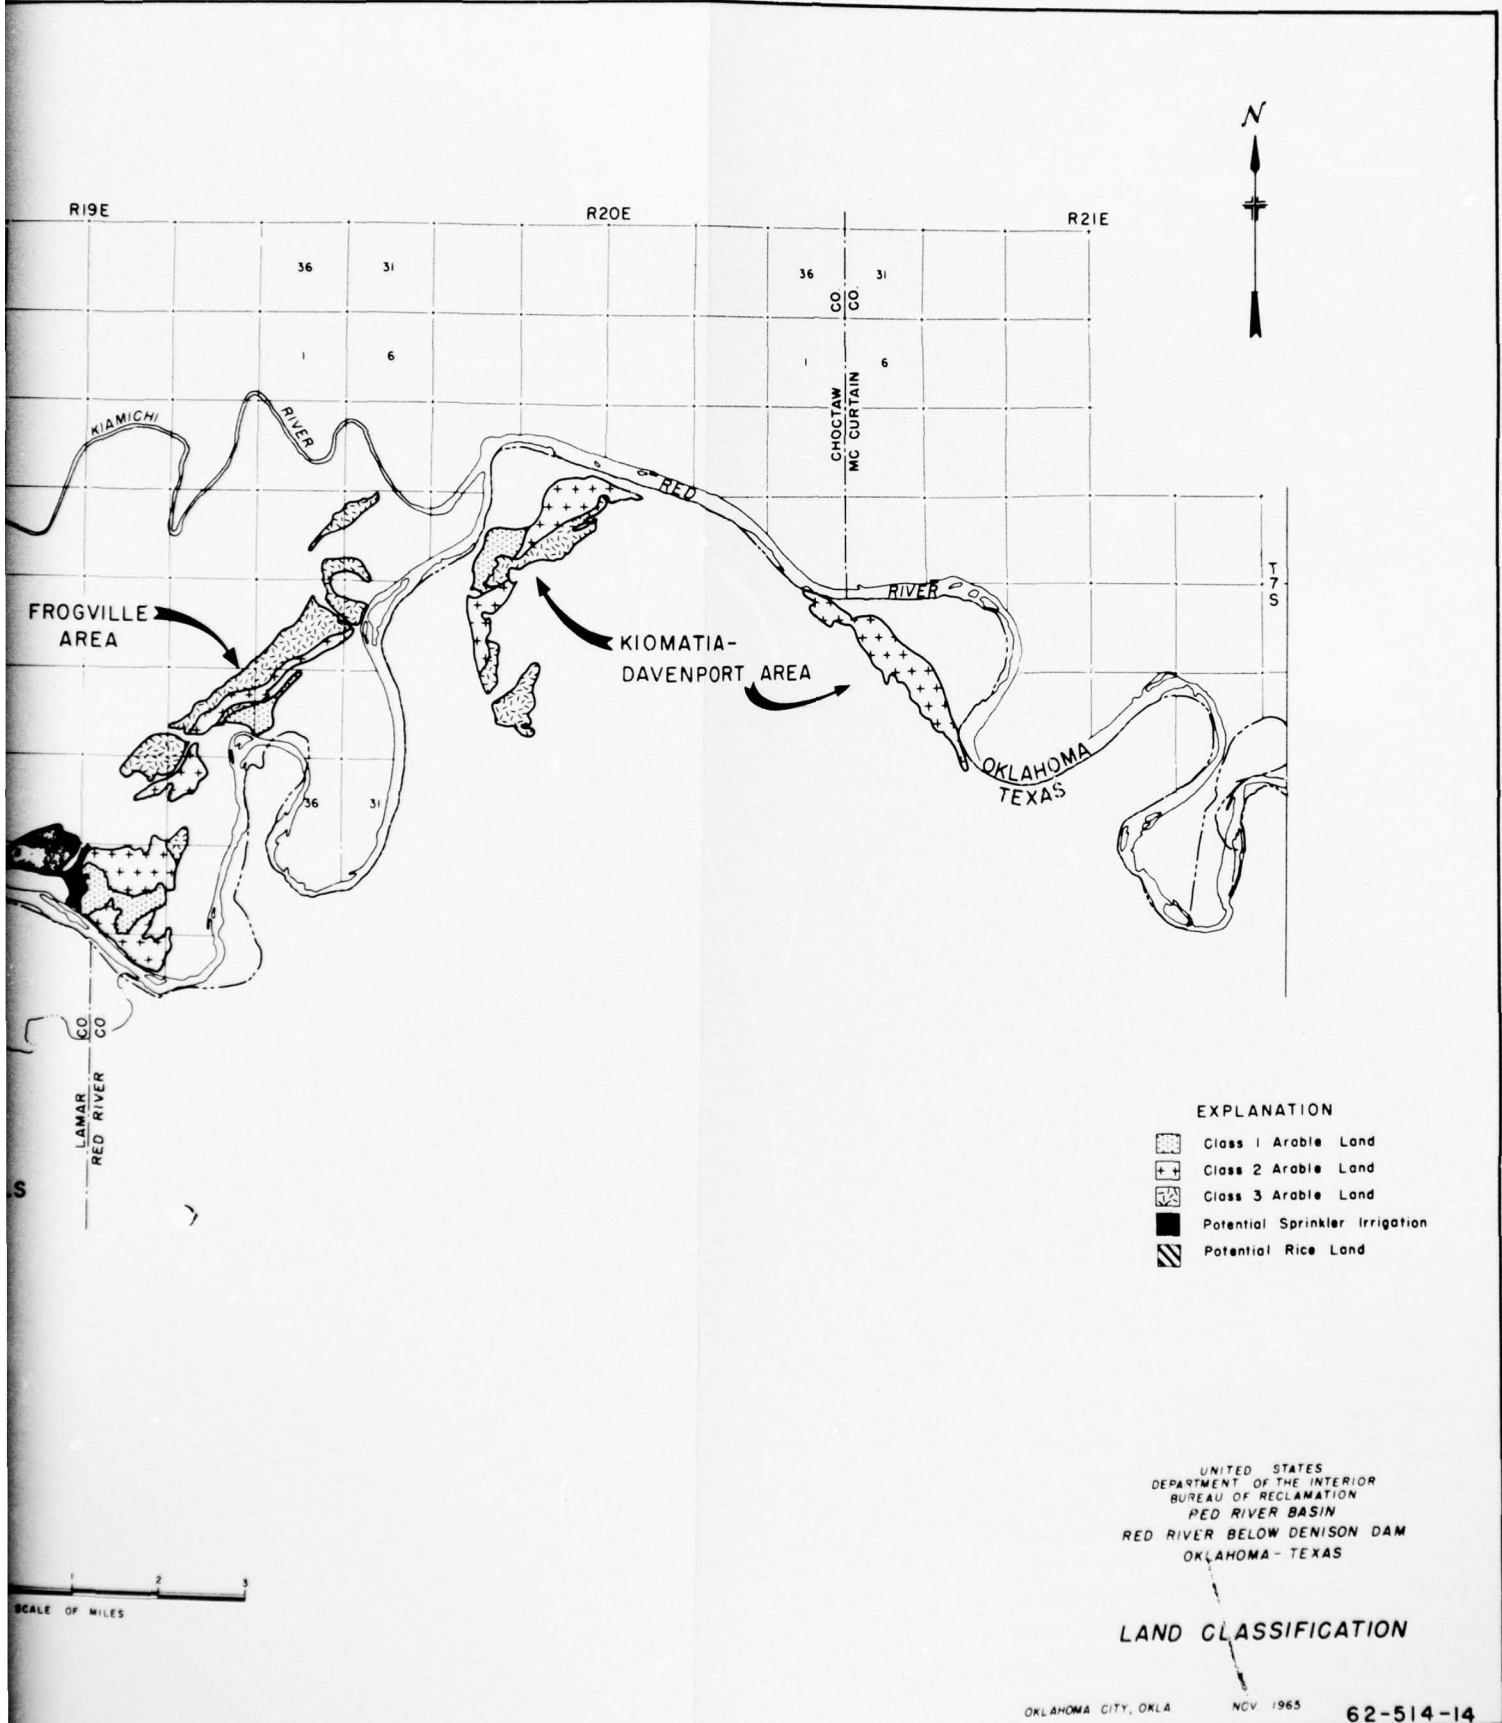 N
R19E
R20E
R21E
36
31
36
31
CO.
CO.
1
6
1
6
CHOCTAW
MC CURTAIN
KIAMICHI
RIVER
RED
RIVER
T
7
S
FROGVILLE
AREA
KIOMATIA-
DAVENPORT AREA
OKLAHOMA
TEXAS
36
31
CO
CO
LAMAR
RED RIVER
LS
EXPLANATION
Class 1 Arable Land
Class 2 Arable Land
Class 3 Arable Land
Potential Sprinkler Irrigation
Potential Rice Land
UNITED STATES
DEPARTMENT OF THE INTERIOR
BUREAU OF RECLAMATION
RED RIVER BASIN
RED RIVER BELOW DENISON DAM
OKLAHOMA - TEXAS
1
2
3
SCALE OF MILES
LAND CLASSIFICATION
OKLAHOMA CITY, OKLA
NOV 1965
62-514-14